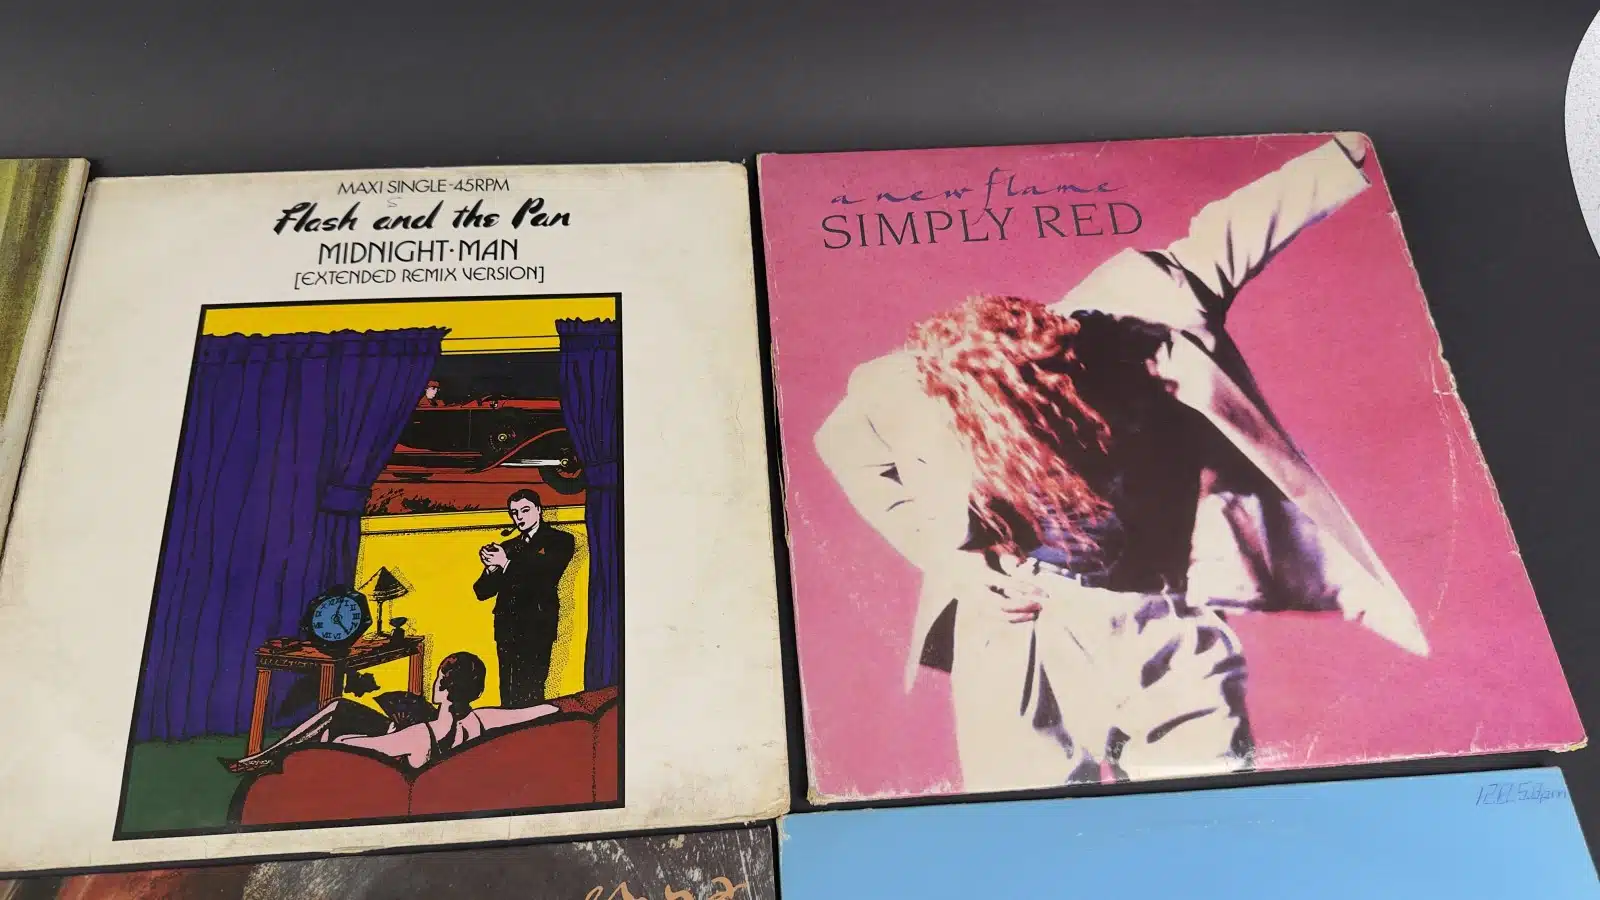 MAXI SINGLE-45RPM
Flash and the Pan
MIDNIGHT·MAN
[EXTENDED REMIX VERSION]
a new flame
SIMPLY RED